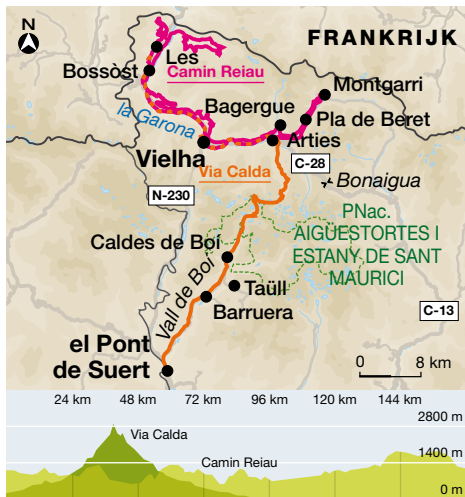 N
FRANKRIJK
Les
Camin Reiau
Bossòst
Montgarri
la Garona
Bagergue
Pla de Beret
Vielha
Arties
Via Calda
C-28
N-230
Bonaigua
PNac.
AIGÜESTORTES I
ESTANY DE SANT
MAURICI
Caldes de Boí
Vall de Boí
Taüll
Barruera
C-13
el Pont
de Suert
0 8 km
24 km 48 km 72 km 96 km 120 km 144 km
2800 m
Via Calda
1400 m
Camin Reiau
0 m